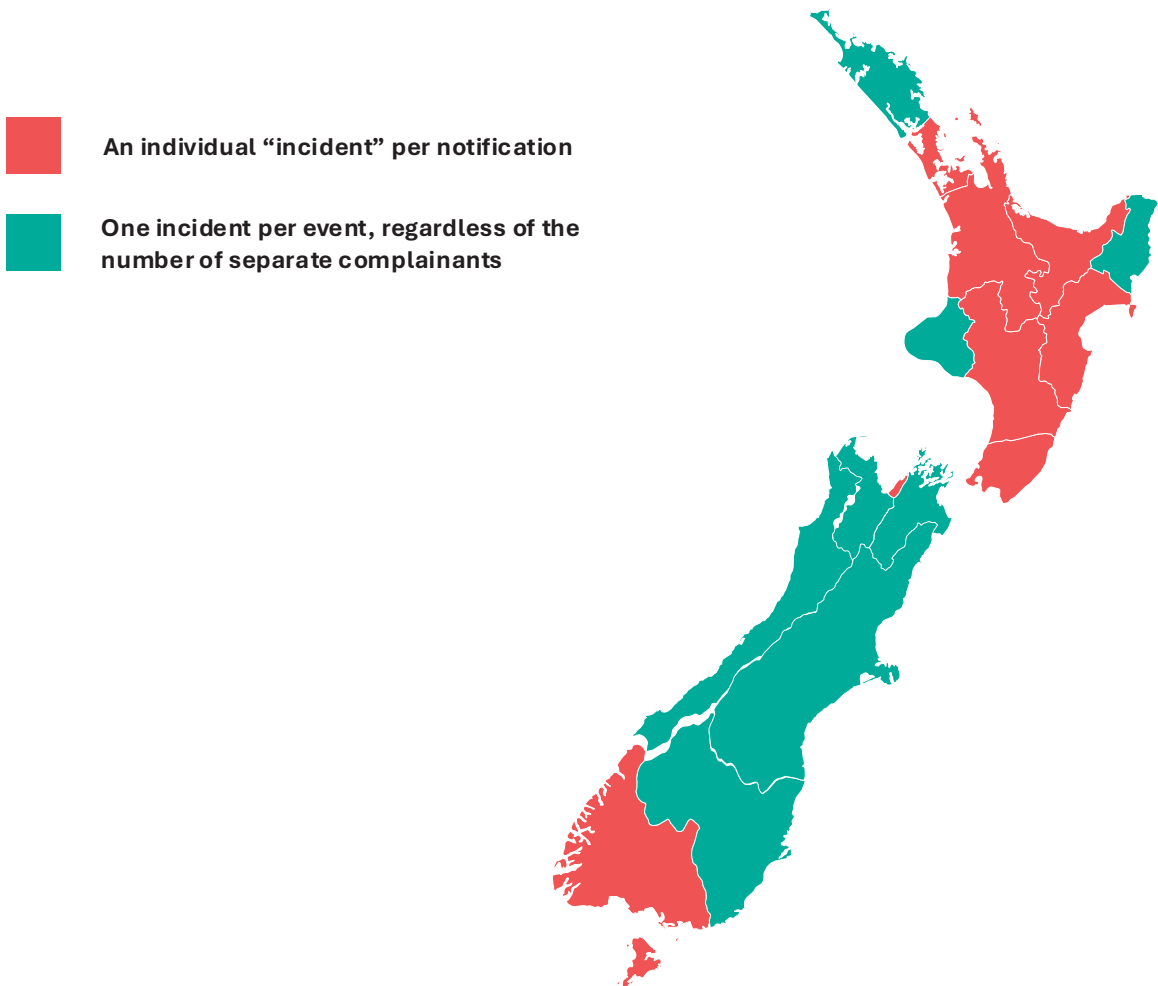 An individual “incident” per notification
One incident per event, regardless of the
number of separate complainants